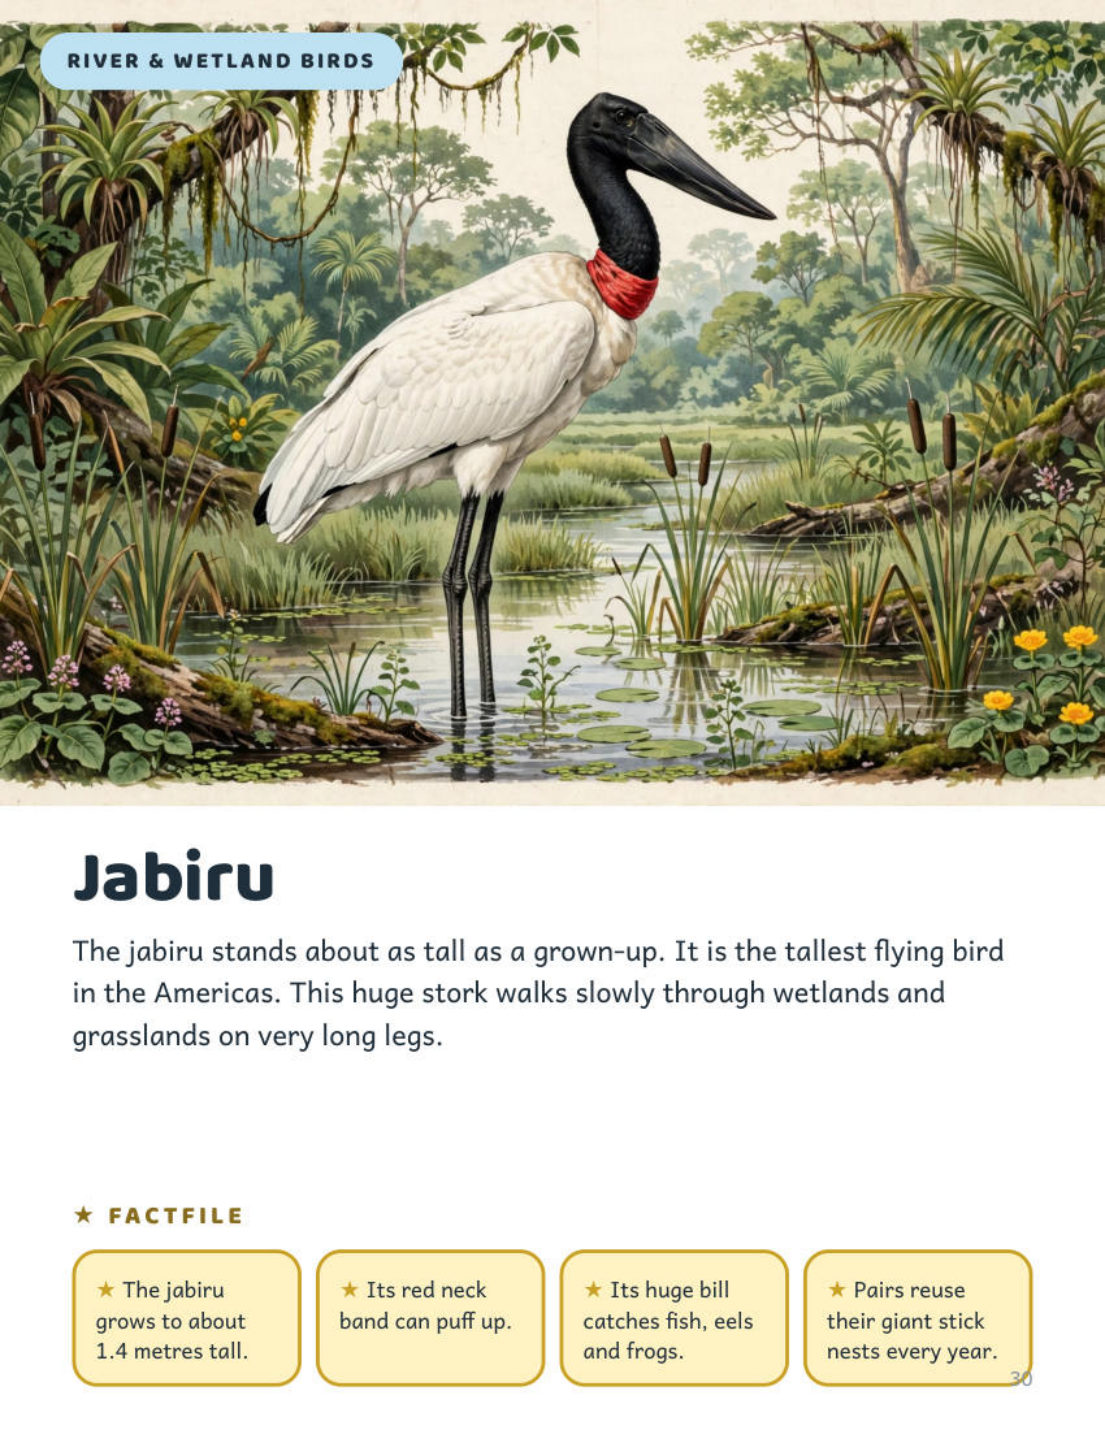 RIVER & WETLAND BIRDS
Jabiru
The jabiru stands about as tall as a grown-up. It is the tallest flying bird
in the Americas. This huge stork walks slowly through wetlands and
grasslands on very long legs.
★ FACTFILE
★ The jabiru
grows to about
1.4 metres tall.
★ Its red neck
band can puff up.
★ Its huge bill
catches fish, eels
and frogs.
★ Pairs reuse
their giant stick
nests every year.
30